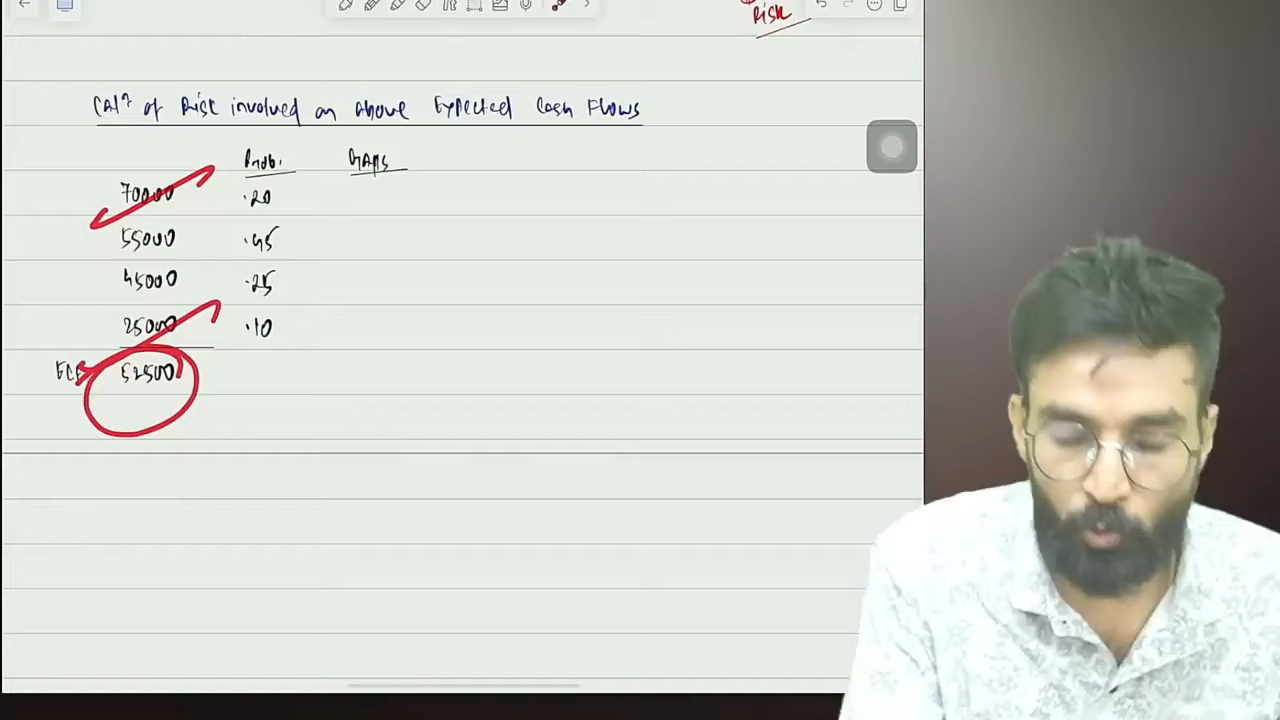 Risk
Cal^n of Risk involved on above Expected Cash Flows
Prob. GAPS
70000 .20
55000 .45
45000 .25
25000 .10
ECF 52500